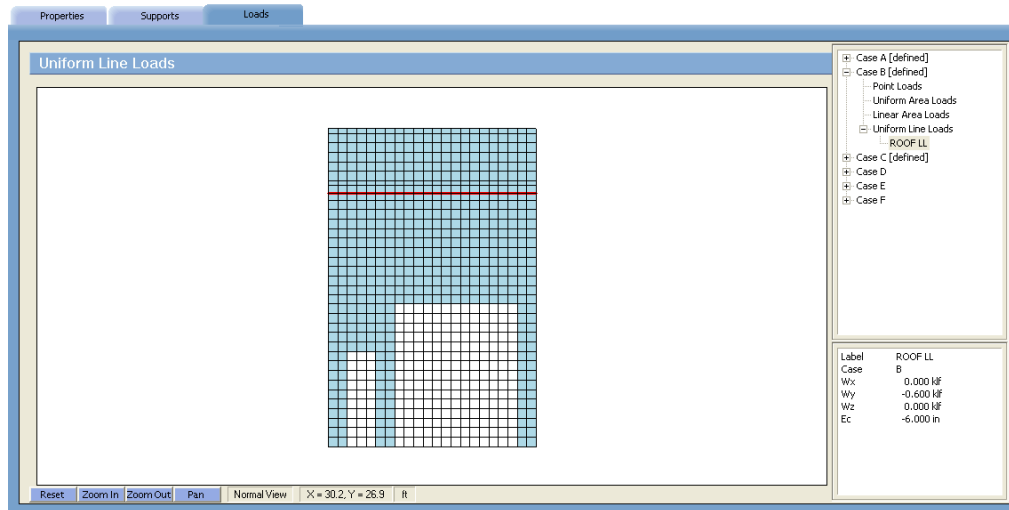 Properties
Supports
Loads
Uniform Line Loads
Case A [defined]
Case B [defined]
Point Loads
Uniform Area Loads
Linear Area Loads
Uniform Line Loads
ROOF LL
Case C [defined]
Case D
Case E
Case F
Label ROOF LL
Case B
Wx 0.000 klf
Wy -0.600 klf
Wz 0.000 klf
Ec -6.000 in
Reset Zoom In Zoom Out Pan Normal View X = 30.2, Y = 26.9 ft